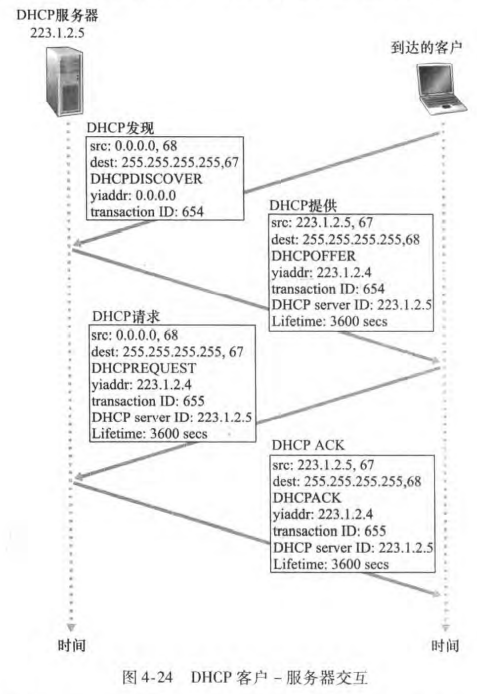 DHCP服务器
223.1.2.5
到达的客户
DHCP发现
src: 0.0.0.0, 68
dest: 255.255.255.255,67
DHCPDISCOVER
yiaddr: 0.0.0.0
transaction ID: 654
DHCP提供
src: 223.1.2.5, 67
dest: 255.255.255.255,68
DHCPOFFER
yiaddr: 223.1.2.4
transaction ID: 654
DHCP server ID: 223.1.2.5
Lifetime: 3600 secs
DHCP请求
src: 0.0.0.0, 68
dest: 255.255.255.255, 67
DHCPREQUEST
yiaddr: 223.1.2.4
transaction ID: 655
DHCP server ID: 223.1.2.5
Lifetime: 3600 secs
DHCP ACK
src: 223.1.2.5, 67
dest: 255.255.255.255,68
DHCPACK
yiaddr: 223.1.2.4
transaction ID: 655
DHCP server ID: 223.1.2.5
Lifetime: 3600 secs
时间
时间
图 4-24 DHCP 客户 – 服务器交互